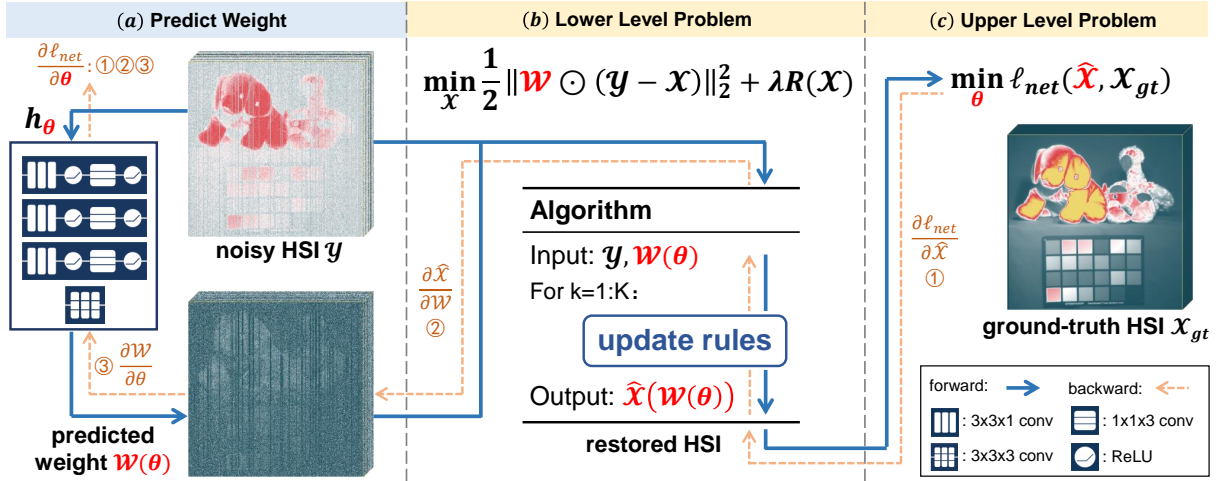 (a) Predict Weight
(b) Lower Level Problem
(c) Upper Level Problem
∂ℓ_net/∂θ : ①②③
h_θ
noisy HSI 𝒴
③ ∂𝒲/∂θ
predicted
weight 𝒲(θ)
min_𝒳 1/2 ‖𝒲 ⊙ (𝒴 − 𝒳)‖₂² + λR(𝒳)
∂𝒳̂/∂𝒲
②
Algorithm
Input: 𝒴, 𝒲(θ)
For k=1:K:
update rules
Output: 𝒳̂(𝒲(θ))
restored HSI
min_θ ℓ_net(𝒳̂, 𝒳_gt)
∂ℓ_net/∂𝒳̂
①
ground-truth HSI 𝒳_gt
forward:
backward:
: 3x3x1 conv
: 1x1x3 conv
: 3x3x3 conv
: ReLU